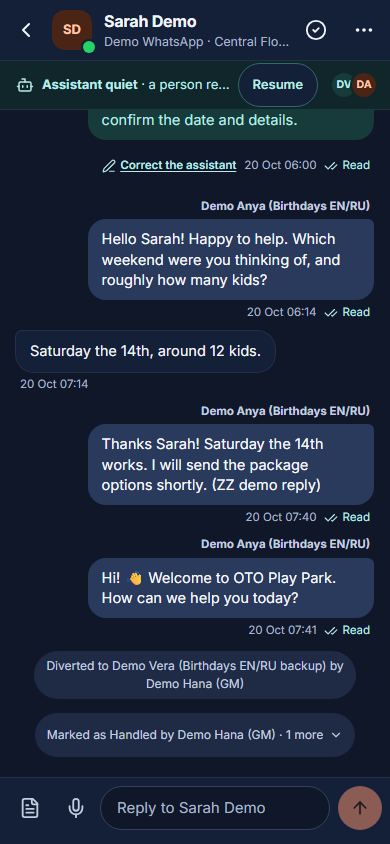 SD
Sarah Demo
Demo WhatsApp · Central Flo...
Assistant quiet · a person re...
Resume
DV
DA
confirm the date and details.
Correct the assistant 20 Oct 06:00 Read
Demo Anya (Birthdays EN/RU)
Hello Sarah! Happy to help. Which
weekend were you thinking of, and
roughly how many kids?
20 Oct 06:14 Read
Saturday the 14th, around 12 kids.
20 Oct 07:14
Demo Anya (Birthdays EN/RU)
Thanks Sarah! Saturday the 14th
works. I will send the package
options shortly. (ZZ demo reply)
20 Oct 07:40 Read
Demo Anya (Birthdays EN/RU)
Hi! 👋 Welcome to OTO Play Park.
How can we help you today?
20 Oct 07:41 Read
Diverted to Demo Vera (Birthdays EN/RU backup) by
Demo Hana (GM)
Marked as Handled by Demo Hana (GM) · 1 more
Reply to Sarah Demo